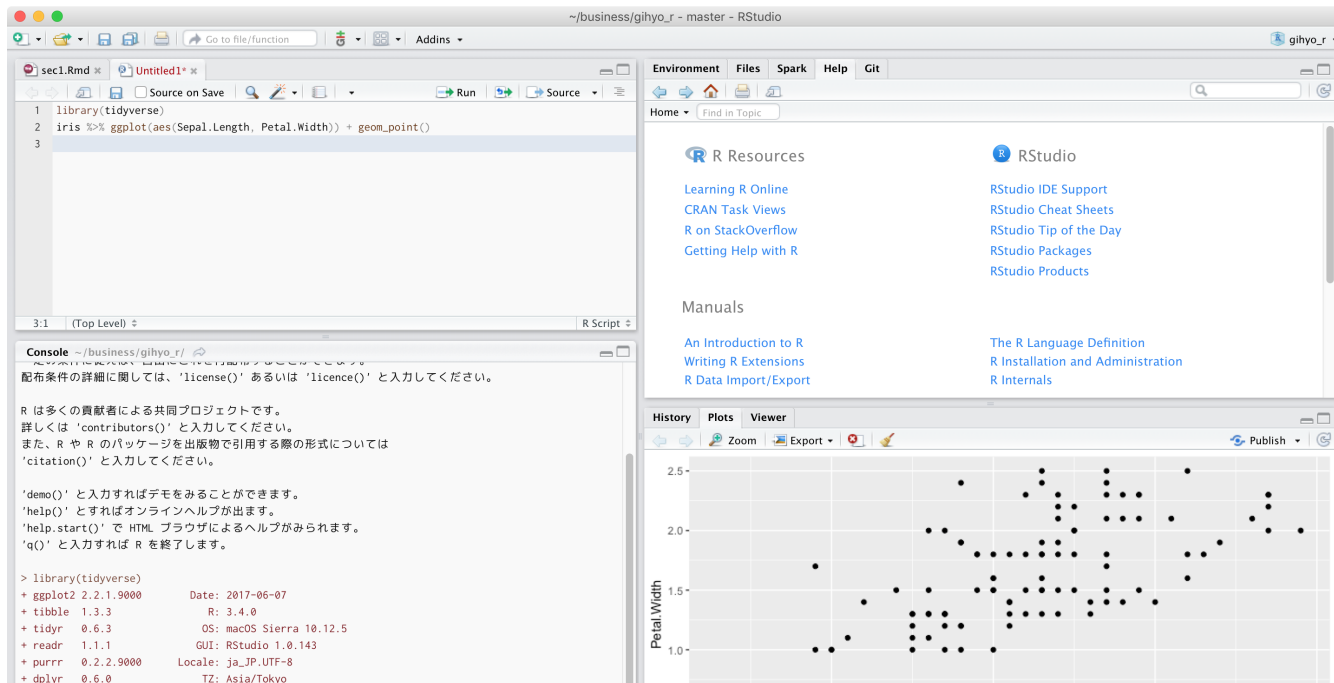 ~/business/gihyo_r - master - RStudio
Go to file/function
Addins
gihyo_r
sec1.Rmd
Untitled1*
Source on Save
Run
Source
1 library(tidyverse)
2 iris %>% ggplot(aes(Sepal.Length, Petal.Width)) + geom_point()
3
3:1 (Top Level)
R Script
Console ~/business/gihyo_r/
配布条件の詳細に関しては、'license()' あるいは 'licence()' と入力してください。
R は多くの貢献者による共同プロジェクトです。
詳しくは 'contributors()' と入力してください。
また、R や R のパッケージを出版物で引用する際の形式については
'citation()' と入力してください。
'demo()' と入力すればデモをみることができます。
'help()' とすればオンラインヘルプが出ます。
'help.start()' で HTML ブラウザによるヘルプがみられます。
'q()' と入力すれば R を終了します。
> library(tidyverse)
+ ggplot2 2.2.1.9000 Date: 2017-06-07
+ tibble 1.3.3 R: 3.4.0
+ tidyr 0.6.3 OS: macOS Sierra 10.12.5
+ readr 1.1.1 GUI: RStudio 1.0.143
+ purrr 0.2.2.9000 Locale: ja_JP.UTF-8
+ dplyr 0.6.0 TZ: Asia/Tokyo
Environment Files Spark Help Git
Home
Find in Topic
R Resources
Learning R Online
CRAN Task Views
R on StackOverflow
Getting Help with R
R RStudio
RStudio IDE Support
RStudio Cheat Sheets
RStudio Tip of the Day
RStudio Packages
RStudio Products
Manuals
An Introduction to R
Writing R Extensions
R Data Import/Export
The R Language Definition
R Installation and Administration
R Internals
History Plots Viewer
Zoom Export Publish
2.5
2.0
1.5
1.0
Petal.Width